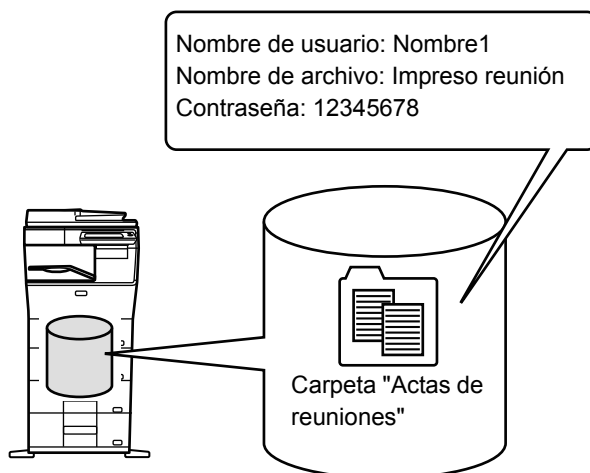 Nombre de usuario: Nombre1
Nombre de archivo: Impreso reunión
Contraseña: 12345678
Carpeta "Actas de
reuniones"